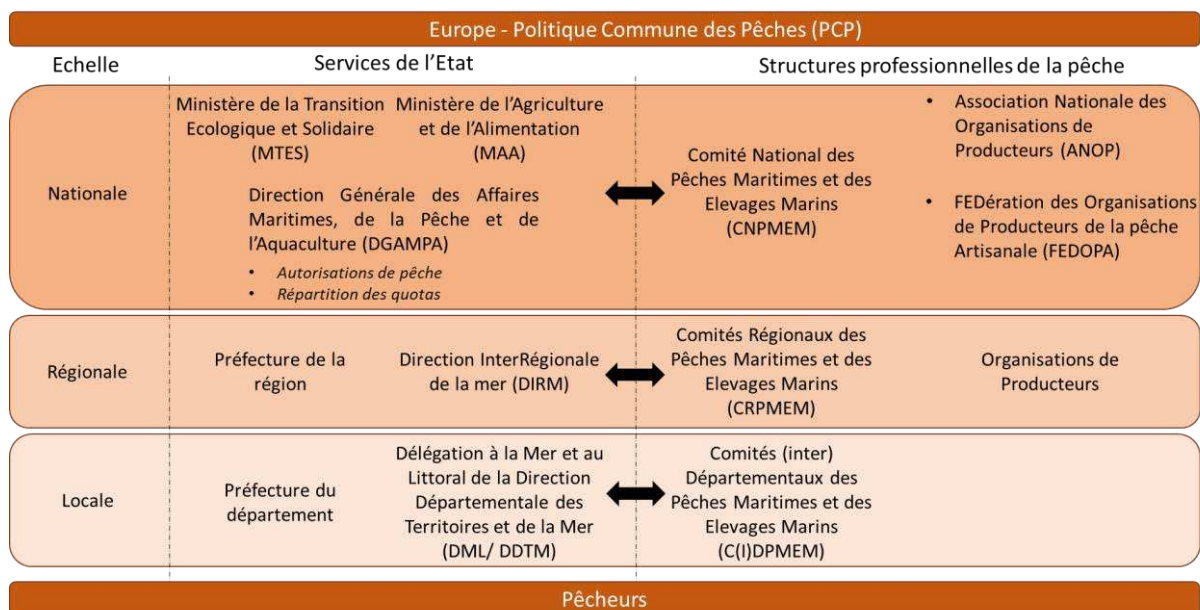 Europe - Politique Commune des Pêches (PCP)
Echelle
Services de l'Etat
Structures professionnelles de la pêche
Nationale
Ministère de la Transition
Ecologique et Solidaire
(MTES)
Ministère de l'Agriculture
et de l'Alimentation
(MAA)
Direction Générale des Affaires
Maritimes, de la Pêche et de
l'Aquaculture (DGAMPA)
• Autorisations de pêche
• Répartition des quotas
Comité National des
Pêches Maritimes et des
Elevages Marins
(CNPMEM)
• Association Nationale des
Organisations de
Producteurs (ANOP)
• FEDération des Organisations
de Producteurs de la pêche
Artisanale (FEDOPA)
Régionale
Préfecture de la
région
Direction InterRégionale
de la mer (DIRM)
Comités Régionaux des
Pêches Maritimes et des
Elevages Marins
(CRPMEM)
Organisations de
Producteurs
Locale
Préfecture du
département
Délégation à la Mer et au
Littoral de la Direction
Départementale des
Territoires et de la Mer
(DML/ DDTM)
Comités (inter)
Départementaux des
Pêches Maritimes et des
Elevages Marins
(C(I)DPMEM)
Pêcheurs